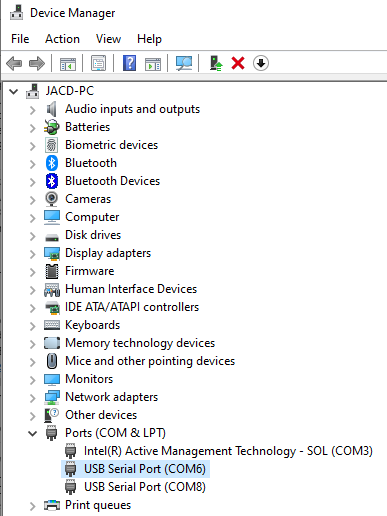 Device Manager
File Action View Help
JACD-PC
Audio inputs and outputs
Batteries
Biometric devices
Bluetooth
Bluetooth Devices
Cameras
Computer
Disk drives
Display adapters
Firmware
Human Interface Devices
IDE ATA/ATAPI controllers
Keyboards
Memory technology devices
Mice and other pointing devices
Monitors
Network adapters
Other devices
Ports (COM & LPT)
Intel(R) Active Management Technology - SOL (COM3)
USB Serial Port (COM6)
USB Serial Port (COM8)
Print queues